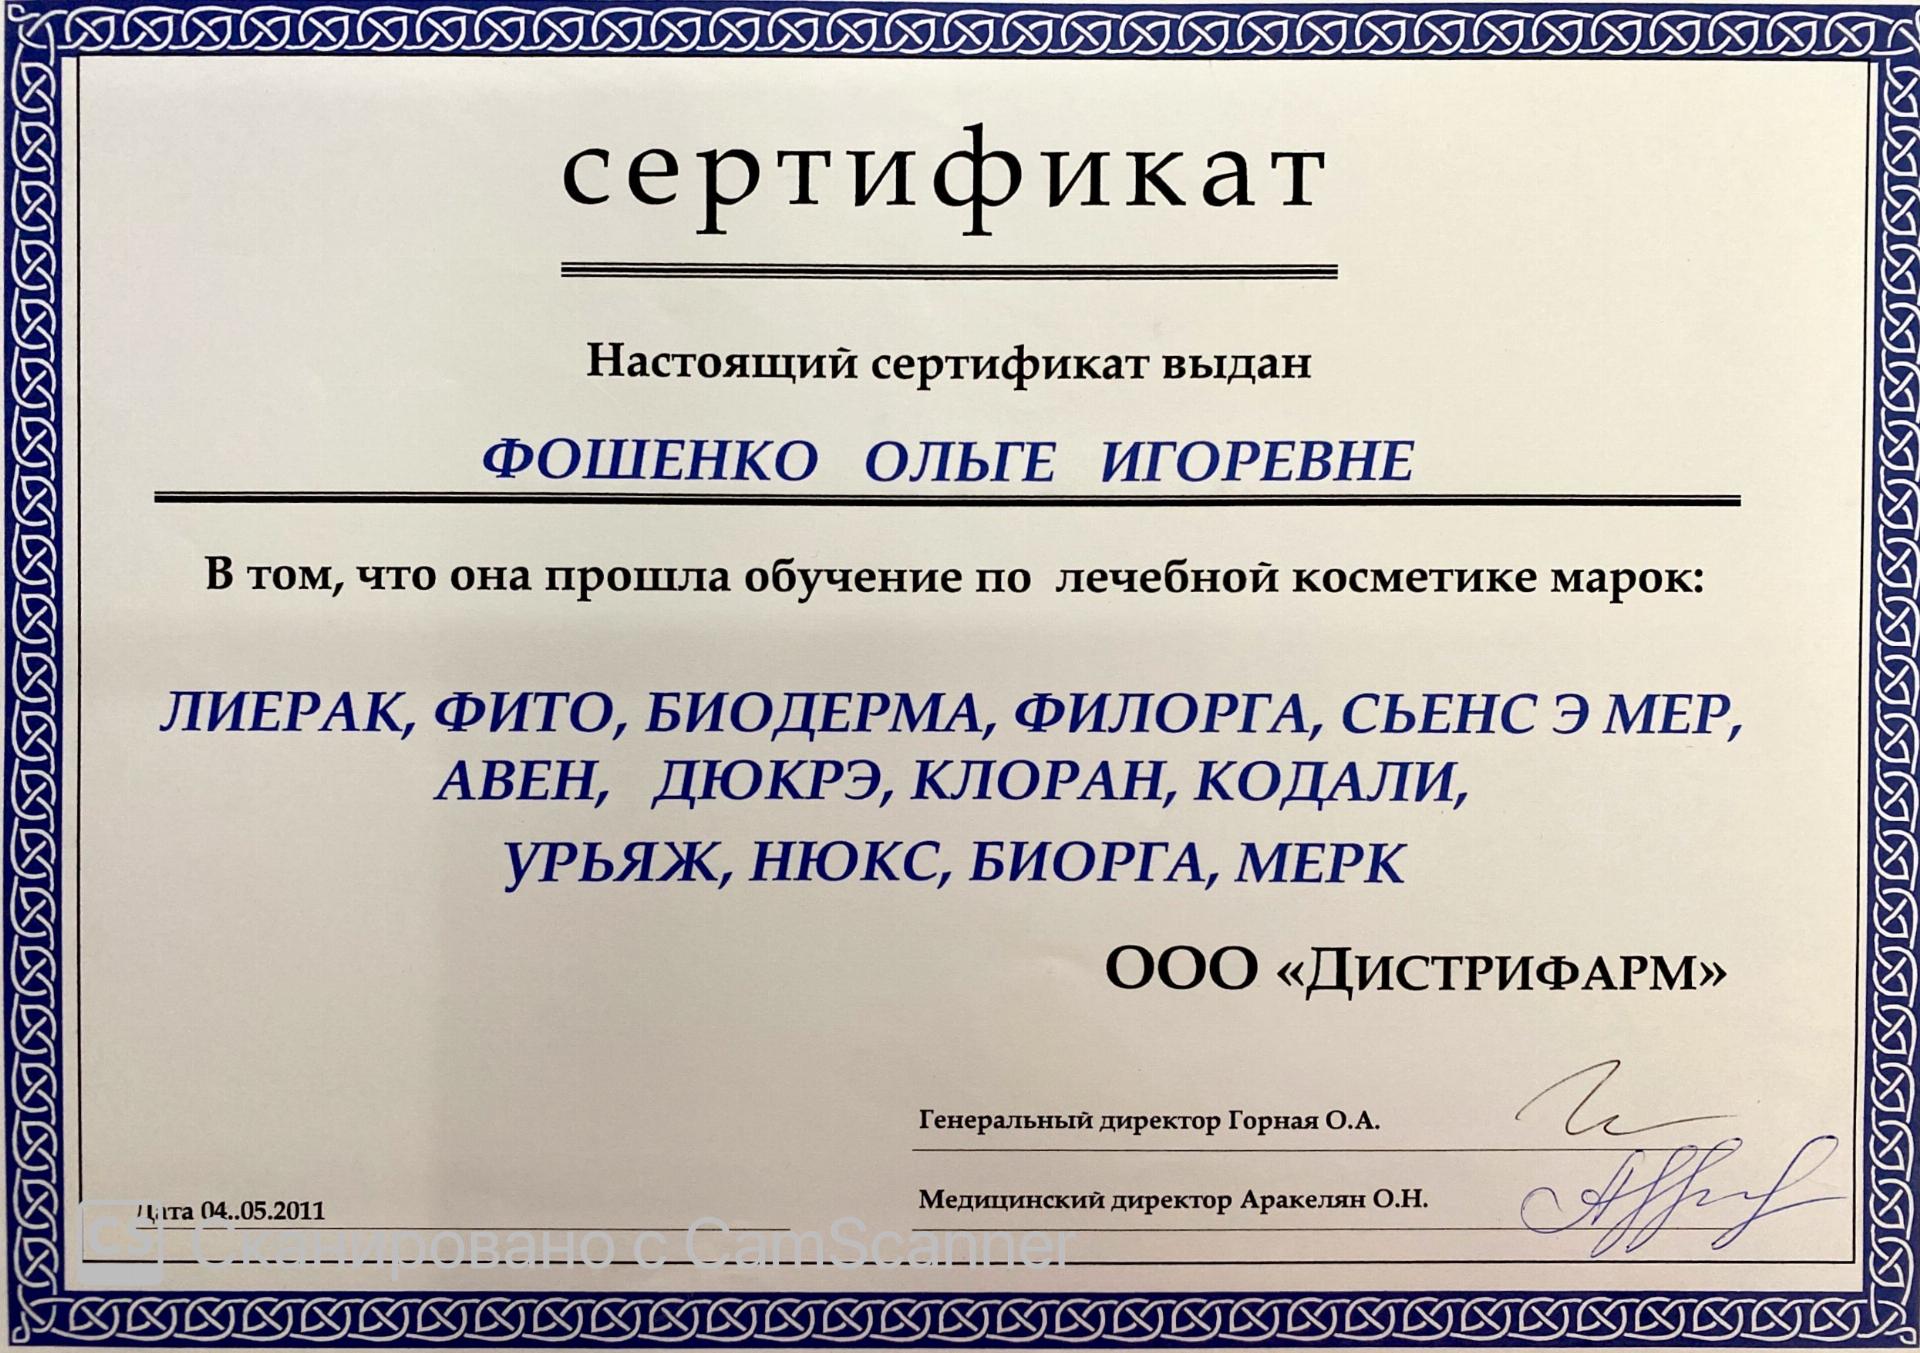 сертификат
Настоящий сертификат выдан
ФОШЕНКО ОЛЬГЕ ИГОРЕВНЕ
В том, что она прошла обучение по лечебной косметике марок:
ЛИЕРАК, ФИТО, БИОДЕРМА, ФИЛОРГА, СЬЕНС Э МЕР,
АВЕН, ДЮКРЭ, КЛОРАН, КОДАЛИ,
УРЬЯЖ, НЮКС, БИОРГА, МЕРК
ООО «ДИСТРИФАРМ»
Генеральный директор Горная О.А.
Медицинский директор Аракелян О.Н.
Дата 04..05.2011
CS Сканировано с CamScanner